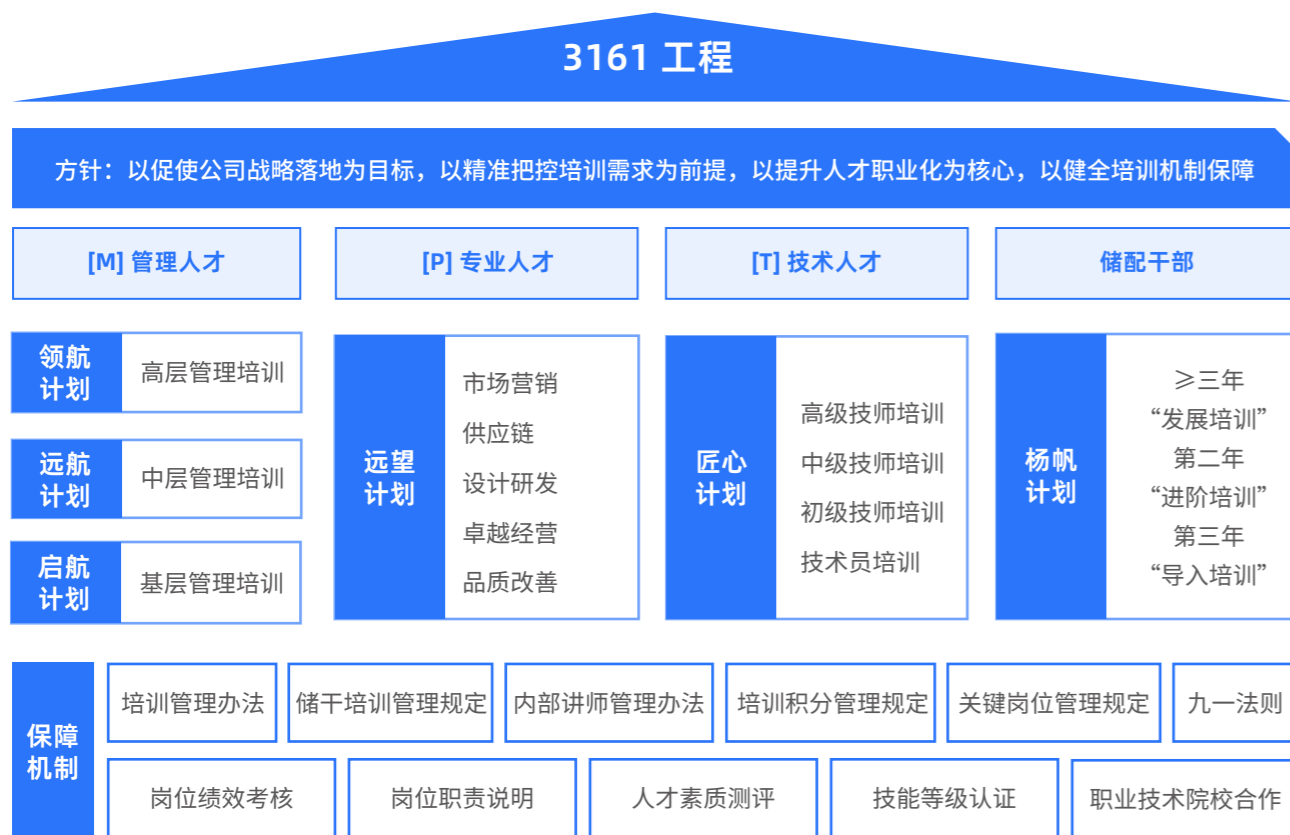 3161 工程
方针：以促使公司战略落地为目标，以精准把控培训需求为前提，以提升人才职业化为核心，以健全培训机制保障
[M] 管理人才
[P] 专业人才
[T] 技术人才
储配干部
领航
计划
高层管理培训
远航
计划
中层管理培训
启航
计划
基层管理培训
远望
计划
市场营销
供应链
设计研发
卓越经营
品质改善
匠心
计划
高级技师培训
中级技师培训
初级技师培训
技术员培训
杨帆
计划
≥三年
“发展培训”
第二年
“进阶培训”
第三年
“导入培训”
保障
机制
培训管理办法
储干培训管理规定
内部讲师管理办法
培训积分管理规定
关键岗位管理规定
九一法则
岗位绩效考核
岗位职责说明
人才素质测评
技能等级认证
职业技术院校合作